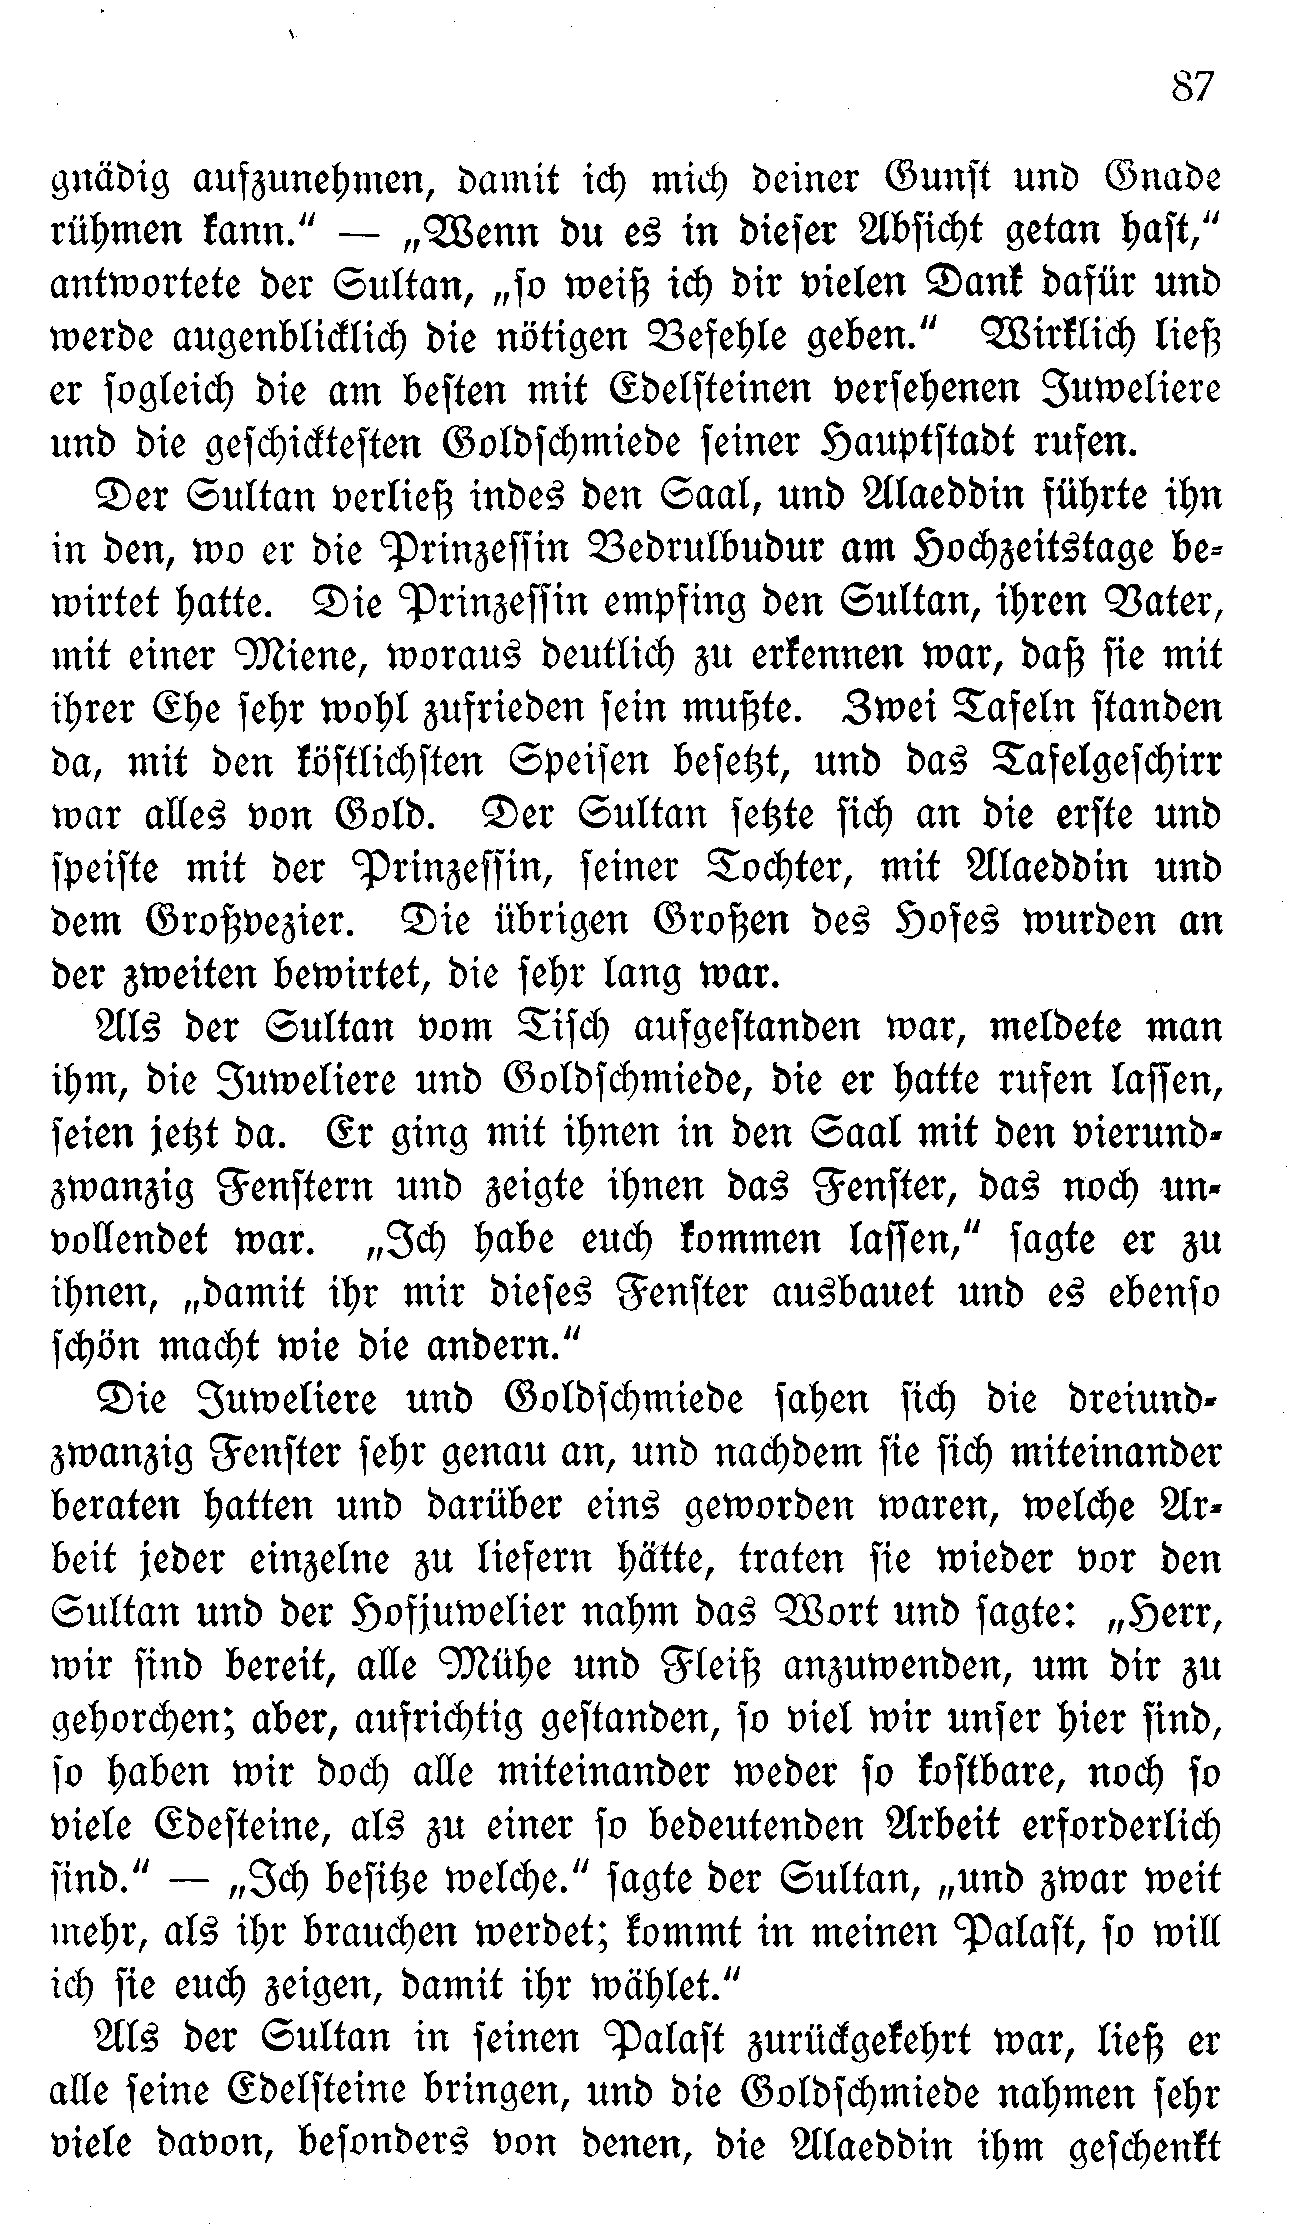 87
gnädig aufzunehmen, damit ich mich deiner Gunst und Gnade
rühmen kann.“ — „Wenn du es in dieser Absicht getan hast,“
antwortete der Sultan, „so weiß ich dir vielen Dank dafür und
werde augenblicklich die nötigen Befehle geben.“ Wirklich ließ
er sogleich die am besten mit Edelsteinen versehenen Juweliere
und die geschicktesten Goldschmiede seiner Hauptstadt rufen.
Der Sultan verließ indes den Saal, und Alaeddin führte ihn
in den, wo er die Prinzessin Bedrulbudur am Hochzeitstage be-
wirtet hatte. Die Prinzessin empfing den Sultan, ihren Vater,
mit einer Miene, woraus deutlich zu erkennen war, daß sie mit
ihrer Ehe sehr wohl zufrieden sein mußte. Zwei Tafeln standen
da, mit den köstlichsten Speisen besetzt, und das Tafelgeschirr
war alles von Gold. Der Sultan setzte sich an die erste und
speiste mit der Prinzessin, seiner Tochter, mit Alaeddin und
dem Großvezier. Die übrigen Großen des Hofes wurden an
der zweiten bewirtet, die sehr lang war.
Als der Sultan vom Tisch aufgestanden war, meldete man
ihm, die Juweliere und Goldschmiede, die er hatte rufen lassen,
seien jetzt da. Er ging mit ihnen in den Saal mit den vierund-
zwanzig Fenstern und zeigte ihnen das Fenster, das noch un-
vollendet war. „Ich habe euch kommen lassen,“ sagte er zu
ihnen, „damit ihr mir dieses Fenster ausbauet und es ebenso
schön macht wie die andern.“
Die Juweliere und Goldschmiede sahen sich die dreiund-
zwanzig Fenster sehr genau an, und nachdem sie sich miteinander
beraten hatten und darüber eins geworden waren, welche Ar-
beit jeder einzelne zu liefern hätte, traten sie wieder vor den
Sultan und der Hofjuwelier nahm das Wort und sagte: „Herr,
wir sind bereit, alle Mühe und Fleiß anzuwenden, um dir zu
gehorchen; aber, aufrichtig gestanden, so viel wir unser hier sind,
so haben wir doch alle miteinander weder so kostbare, noch so
viele Edesteine, als zu einer so bedeutenden Arbeit erforderlich
sind.“ — „Ich besitze welche.“ sagte der Sultan, „und zwar weit
mehr, als ihr brauchen werdet; kommt in meinen Palast, so will
ich sie euch zeigen, damit ihr wählet.“
Als der Sultan in seinen Palast zurückgekehrt war, ließ er
alle seine Edelsteine bringen, und die Goldschmiede nahmen sehr
viele davon, besonders von denen, die Alaeddin ihm geschenkt